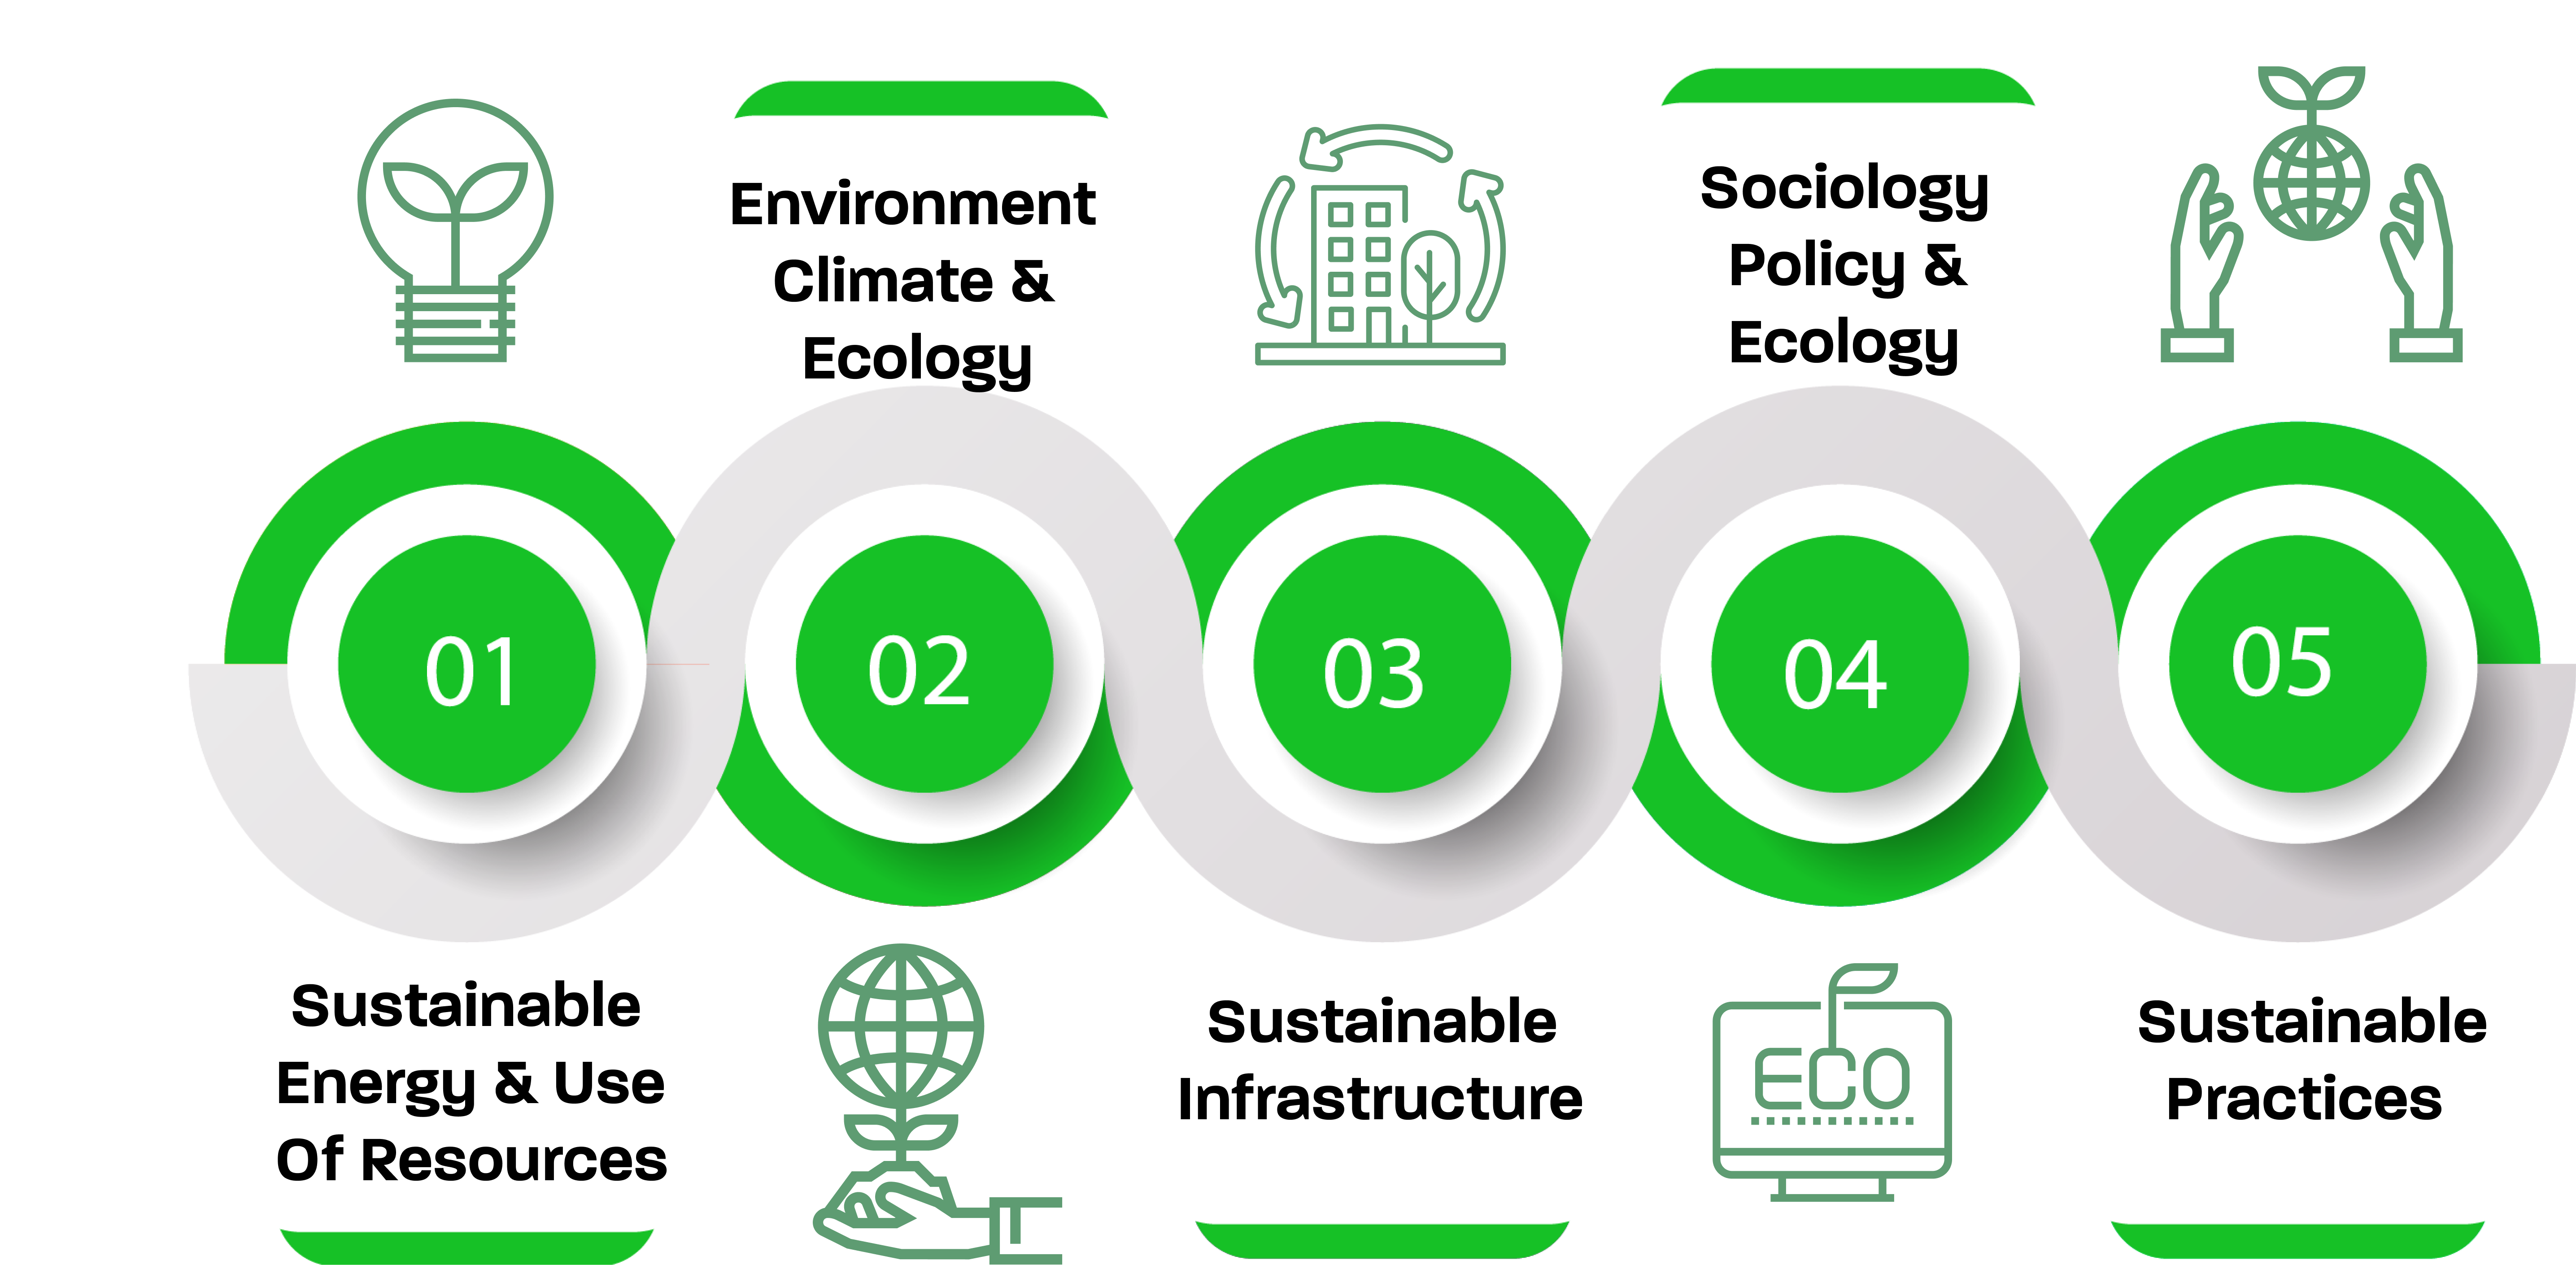 01
Sustainable
Energy & Use
Of Resources
Environment
Climate &
Ecology
02
03
Sustainable
Infrastructure
Sociology
Policy &
Ecology
04
ECO
05
Sustainable
Practices